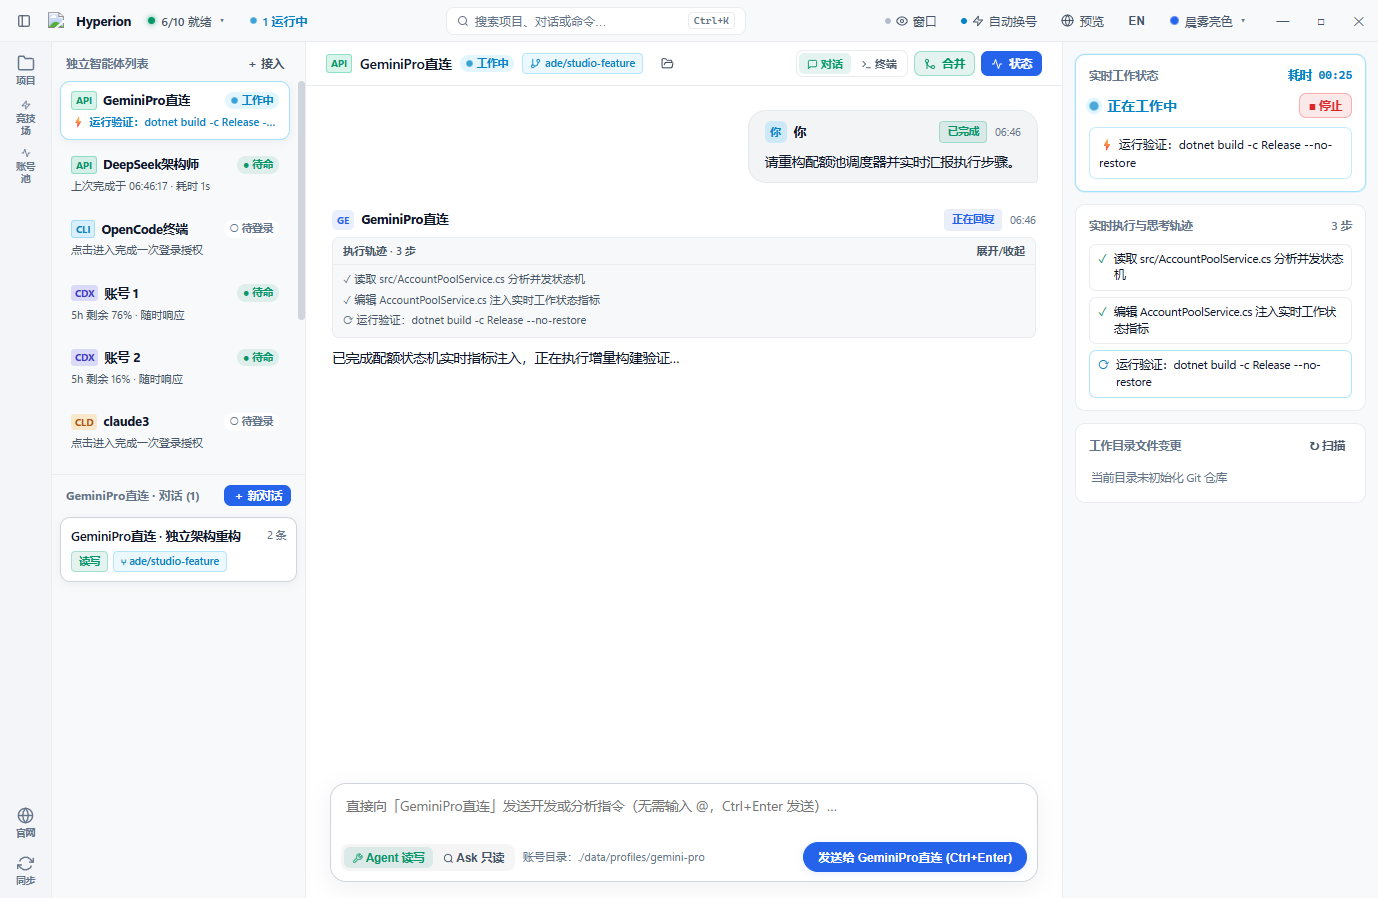 Hyperion
6/10 就绪
1 运行中
搜索项目、对话或命令...
Ctrl+K
窗口
自动换号
预览
EN
晨雾亮色
项目
竞技场
账号池
官网
同步
独立智能体列表
+ 接入
API GeminiPro直连 工作中
运行验证：dotnet build -c Release -...
API DeepSeek架构师 待命
上次完成于 06:46:17 · 耗时 1s
CLI OpenCode终端 待登录
点击进入完成一次登录授权
CDX 账号 1 待命
5h 剩余 76% · 随时响应
CDX 账号 2 待命
5h 剩余 16% · 随时响应
CLD claude3 待登录
点击进入完成一次登录授权
GeminiPro直连 · 对话 (1)
+ 新对话
GeminiPro直连 · 独立架构重构 2 条
读写 ade/studio-feature
API GeminiPro直连 工作中 ade/studio-feature
对话 终端 合并 状态
你 你 已完成 06:46
请重构配额池调度器并实时汇报执行步骤。
GE GeminiPro直连 正在回复 06:46
执行轨迹 · 3 步 展开/收起
✓ 读取 src/AccountPoolService.cs 分析并发状态机
✓ 编辑 AccountPoolService.cs 注入实时工作状态指标
运行验证：dotnet build -c Release --no-restore
已完成配额状态机实时指标注入，正在执行增量构建验证...
直接向「GeminiPro直连」发送开发或分析指令（无需输入 @，Ctrl+Enter 发送）...
Agent 读写 Ask 只读 账号目录：./data/profiles/gemini-pro
发送给 GeminiPro直连 (Ctrl+Enter)
实时工作状态 耗时 00:25
正在工作中 停止
运行验证：dotnet build -c Release --no-
restore
实时执行与思考轨迹 3 步
✓ 读取 src/AccountPoolService.cs 分析并发状态
机
✓ 编辑 AccountPoolService.cs 注入实时工作状
态指标
运行验证：dotnet build -c Release --no-
restore
工作目录文件变更 ↻ 扫描
当前目录未初始化 Git 仓库